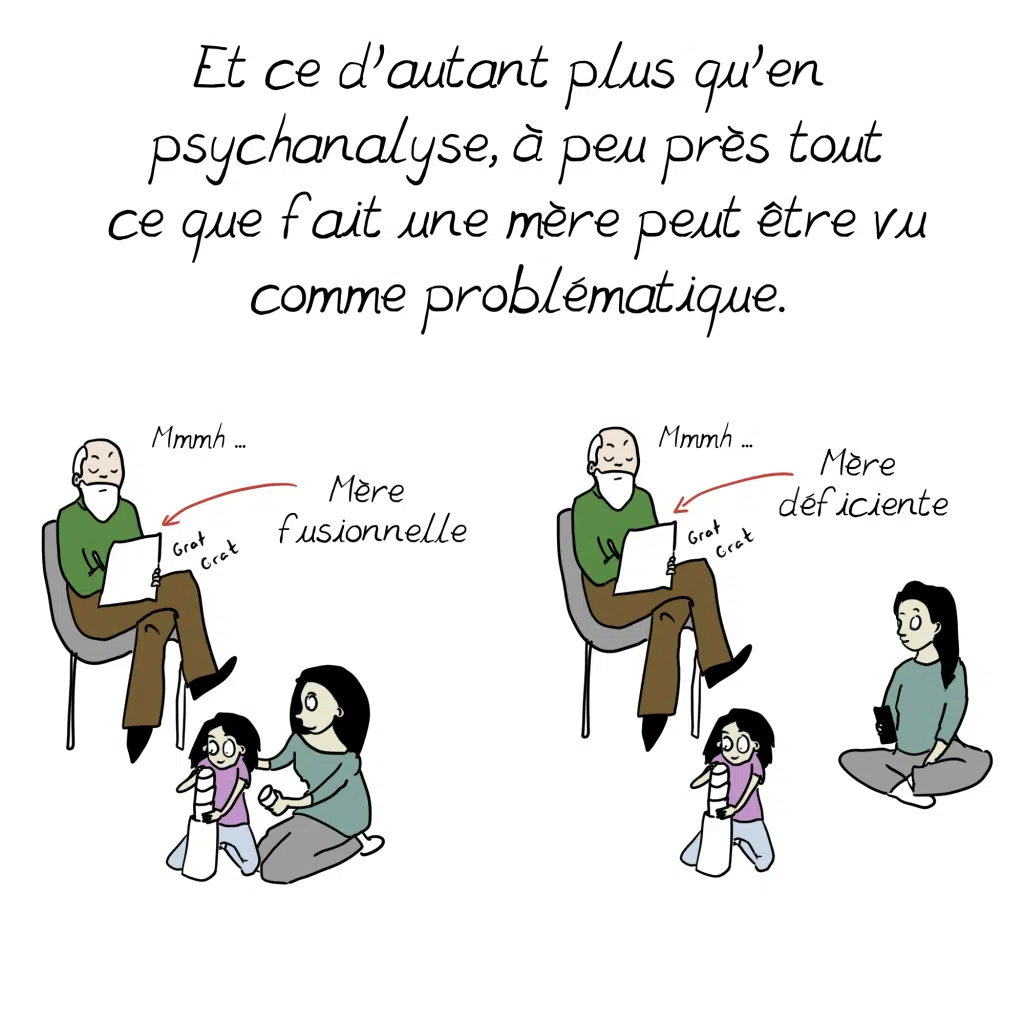 Et ce d'autant plus qu'en
psychanalyse, à peu près tout
ce que fait une mère peut être vu
comme problématique.
Mmmh ...
Mère
fusionnelle
Grat
Grat
Mmmh ...
Mère
déficiente
Grat
Grat